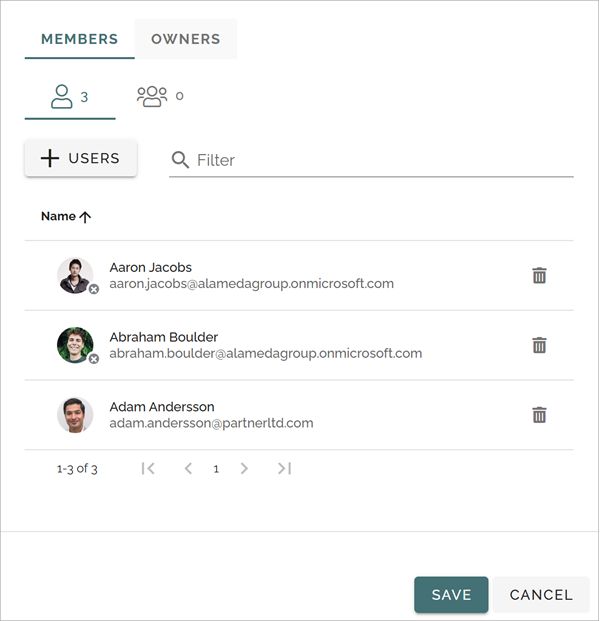 MEMBERS OWNERS
3 0
USERS Filter
Name
Aaron Jacobs
aaron.jacobs@alamedagroup.onmicrosoft.com
Abraham Boulder
abraham.boulder@alamedagroup.onmicrosoft.com
Adam Andersson
adam.andersson@partnerltd.com
1-3 of 3 1
SAVE CANCEL